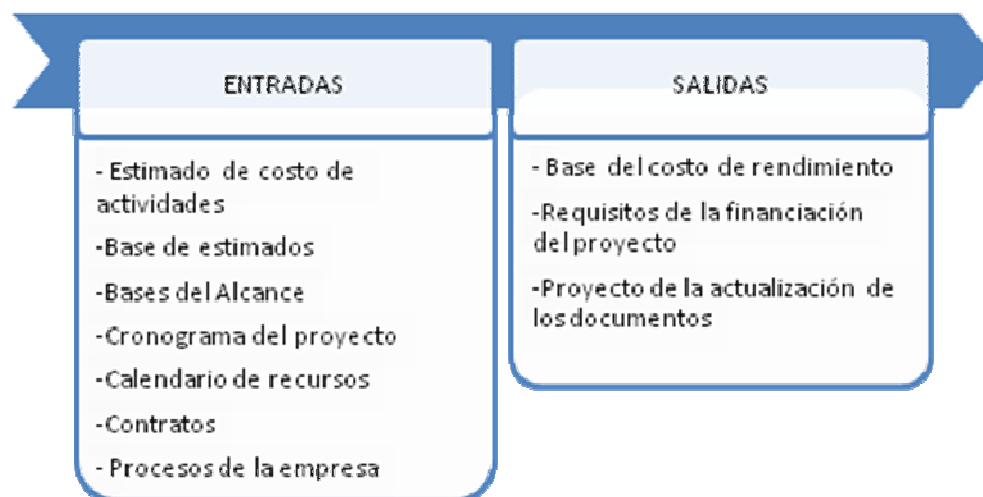 ENTRADAS
- Estimado de costo de
actividades
-Base de estimados
-Bases del Alcance
-Cronograma del proyecto
-Calendario de recursos
-Contratos
- Procesos de la empresa
SALIDAS
- Base del costo de rendimiento
-Requisitos de la financiación
del proyecto
-Proyecto de la actualización de
los documentos